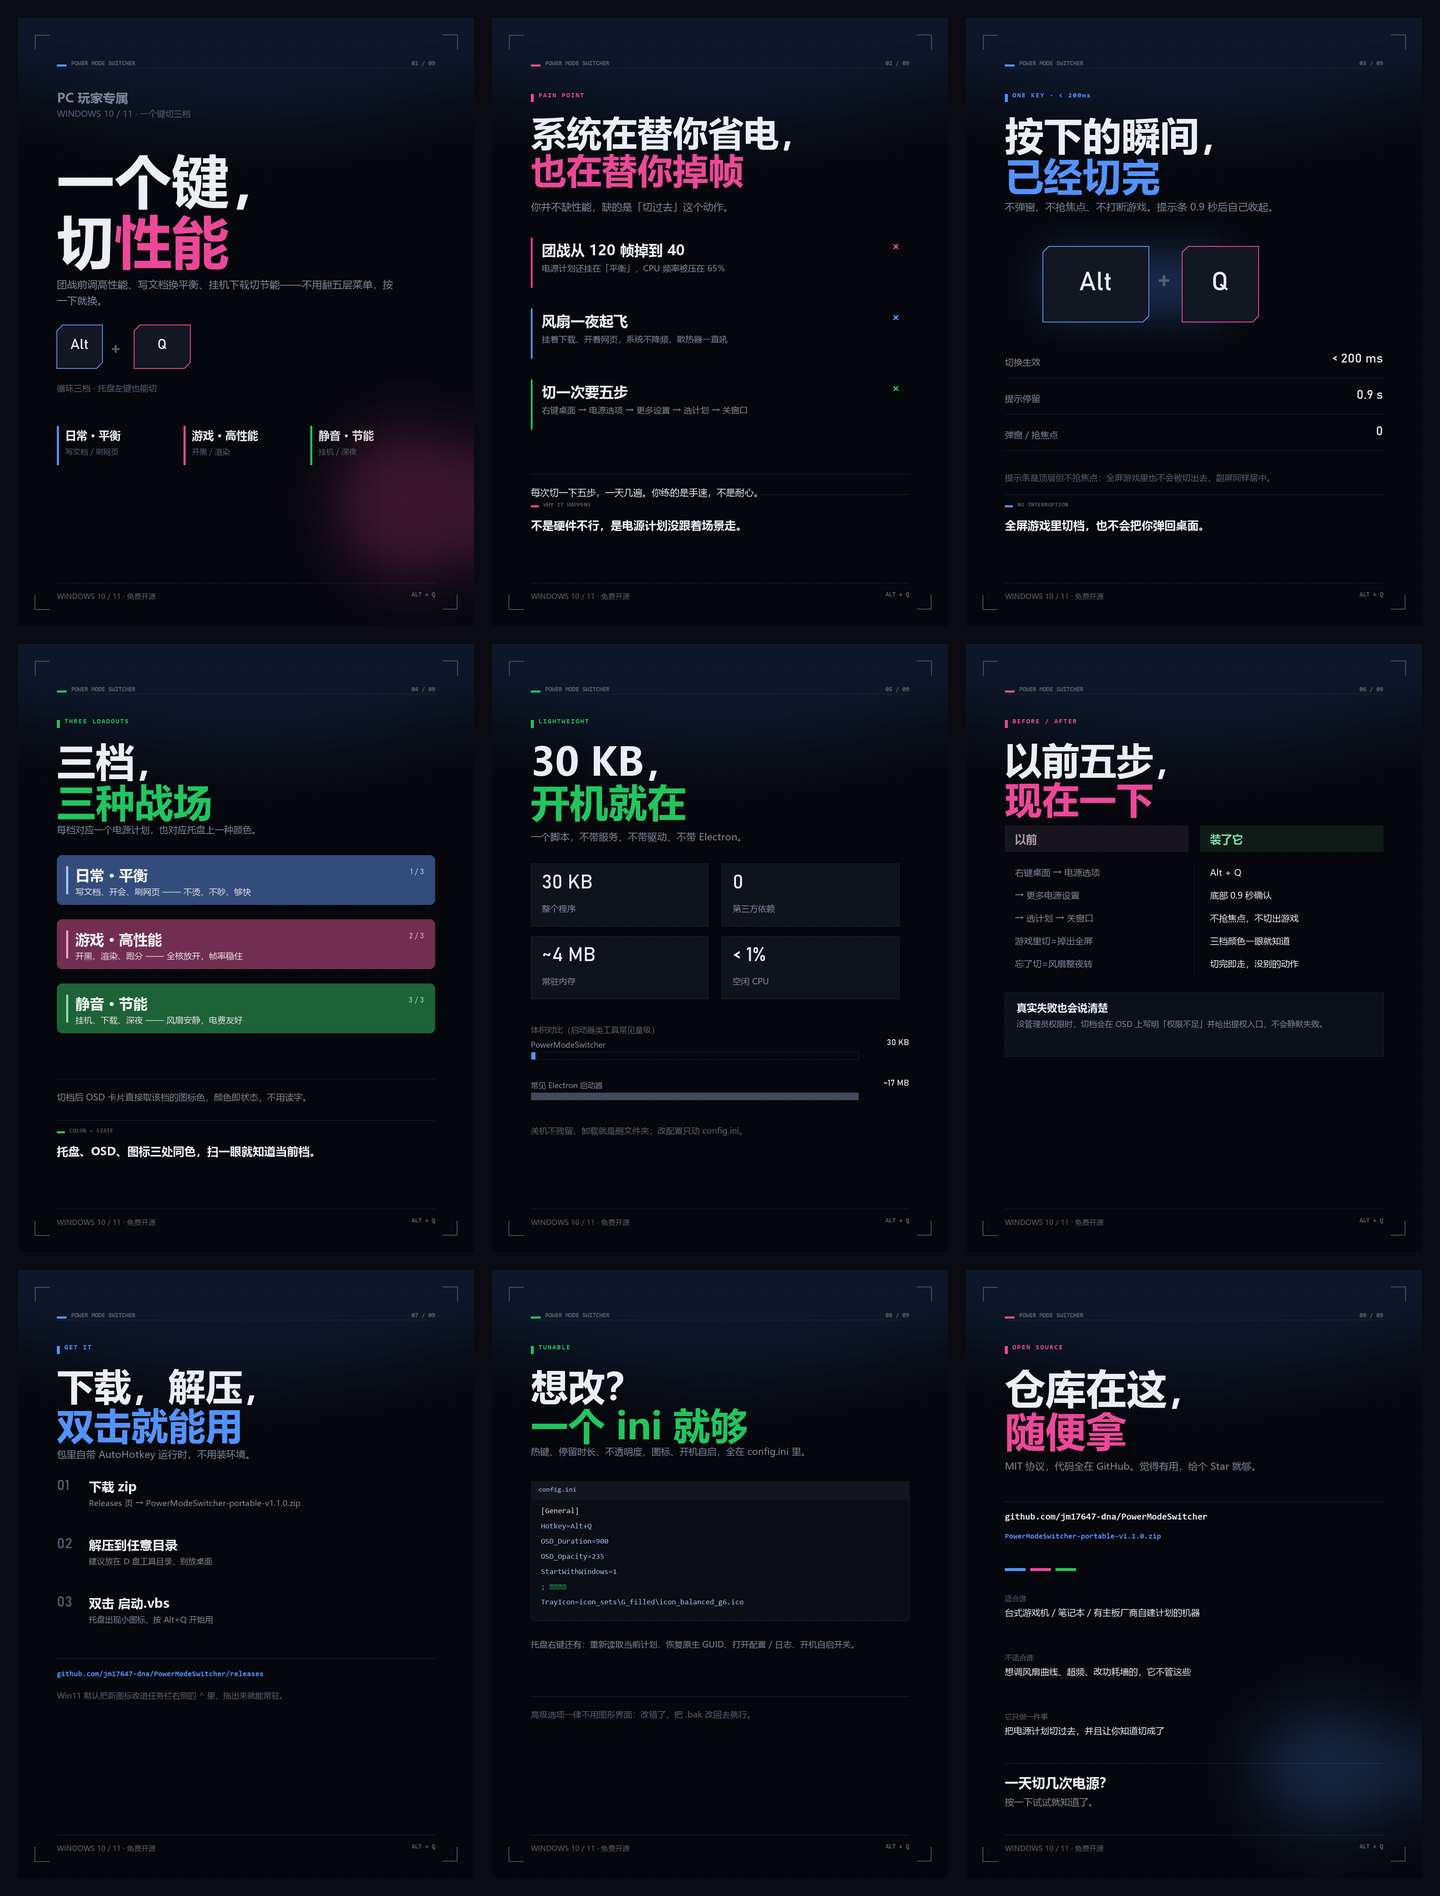 POWER MODE SWITCHER
01 / 09
PC 玩家专属
WINDOWS 10 / 11 · 一个键切三档
一个键，
切性能
团战前调高性能、写文档换平衡、挂机下载切节能——不用翻五层菜单，按
一下就换。
Alt + Q
循环三档 · 托盘左键也能切
日常 · 平衡
写文档 / 刷网页
游戏 · 高性能
开黑 / 渲染
静音 · 节能
挂机 / 深夜
WINDOWS 10 / 11 · 免费开源
ALT + Q
POWER MODE SWITCHER
02 / 09
PAIN POINT
系统在替你省电，
也在替你掉帧
你并不缺性能，缺的是「切过去」这个动作。
团战从 120 帧掉到 40
×
电源计划还挂在「平衡」，CPU 频率被压在 65%
风扇一夜起飞
×
挂着下载、开着网页，系统不降频，散热器一直吼
切一次要五步
×
右键桌面 → 电源选项 → 更多设置 → 选计划 → 关窗口
每次切一下五步，一天几遍。你练的是手速，不是耐心。
WHY IT HAPPENS
不是硬件不行，是电源计划没跟着场景走。
WINDOWS 10 / 11 · 免费开源
ALT + Q
POWER MODE SWITCHER
03 / 09
ONE KEY · < 200ms
按下的瞬间，
已经切完
不弹窗、不抢焦点、不打断游戏。提示条 0.9 秒后自己收起。
Alt + Q
切换生效
< 200 ms
提示停留
0.9 s
弹窗 / 抢焦点
0
提示条是顶层但不抢焦点：全屏游戏里也不会被切出去，副屏同样居中。
NO INTERRUPTION
全屏游戏里切档，也不会把你弹回桌面。
WINDOWS 10 / 11 · 免费开源
ALT + Q
POWER MODE SWITCHER
04 / 09
THREE LOADOUTS
三档，
三种战场
每档对应一个电源计划，也对应托盘上一种颜色。
日常 · 平衡
1 / 3
写文档、开会、刷网页 —— 不烫、不吵、够快
游戏 · 高性能
2 / 3
开黑、渲染、跑分 —— 全核放开，帧率稳住
静音 · 节能
3 / 3
挂机、下载、深夜 —— 风扇安静，电费友好
切档后 OSD 卡片直接取该档的图标色，颜色即状态，不用读字。
COLOR = STATE
托盘、OSD、图标三处同色，扫一眼就知道当前档。
WINDOWS 10 / 11 · 免费开源
ALT + Q
POWER MODE SWITCHER
05 / 09
LIGHTWEIGHT
30 KB，
开机就在
一个脚本，不带服务、不带驱动、不带 Electron。
30 KB
整个程序
0
第三方依赖
~4 MB
常驻内存
< 1%
空闲 CPU
体积对比（启动器类工具常见量级）
PowerModeSwitcher
30 KB
常见 Electron 启动器
~17 MB
关机不残留，卸载就是删文件夹；改配置只动 config.ini。
WINDOWS 10 / 11 · 免费开源
ALT + Q
POWER MODE SWITCHER
06 / 09
BEFORE / AFTER
以前五步，
现在一下
以前
装了它
右键桌面 → 电源选项
Alt + Q
→ 更多电源设置
底部 0.9 秒确认
→ 选计划 → 关窗口
不抢焦点，不切出游戏
游戏里切=掉出全屏
三档颜色一眼就知道
忘了切=风扇整夜转
切完即走，没别的动作
真实失败也会说清楚
没管理员权限时，切档会在 OSD 上写明「权限不足」并给出提权入口，不会静默失败。
WINDOWS 10 / 11 · 免费开源
ALT + Q
POWER MODE SWITCHER
07 / 09
GET IT
下载，解压，
双击就能用
包里自带 AutoHotkey 运行时，不用装环境。
01
下载 zip
Releases 页 → PowerModeSwitcher-portable-v1.1.0.zip
02
解压到任意目录
建议放在 D 盘工具目录，别放桌面
03
双击 启动.vbs
托盘出现小图标，按 Alt+Q 开始用
github.com/jm17647-dna/PowerModeSwitcher/releases
Win11 默认把新图标收进任务栏右侧的 ^ 里，拖出来就能常驻。
WINDOWS 10 / 11 · 免费开源
ALT + Q
POWER MODE SWITCHER
08 / 09
TUNABLE
想改？
一个 ini 就够
热键、停留时长、不透明度、图标、开机自启，全在 config.ini 里。
config.ini
[General]
Hotkey=Alt+Q
OSD_Duration=900
OSD_Opacity=235
StartWithWindows=1
;
TrayIcon=icon_sets\G_filled\icon_balanced_g6.ico
托盘右键还有：重新读取当前计划、恢复原生 GUID、打开配置 / 日志、开机自启开关。
高级选项一律不用图形界面：改错了，把 .bak 改回去就行。
WINDOWS 10 / 11 · 免费开源
ALT + Q
POWER MODE SWITCHER
09 / 09
OPEN SOURCE
仓库在这，
随便拿
MIT 协议，代码全在 GitHub。觉得有用，给个 Star 就够。
github.com/jm17647-dna/PowerModeSwitcher
PowerModeSwitcher-portable-v1.1.0.zip
适合谁
台式游戏机 / 笔记本 / 有主板厂商自建计划的机器
不适合谁
想调风扇曲线、超频、改功耗墙的，它不管这些
它只做一件事
把电源计划切过去，并且让你知道切成了
一天切几次电源？
按一下试试就知道了。
WINDOWS 10 / 11 · 免费开源
ALT + Q